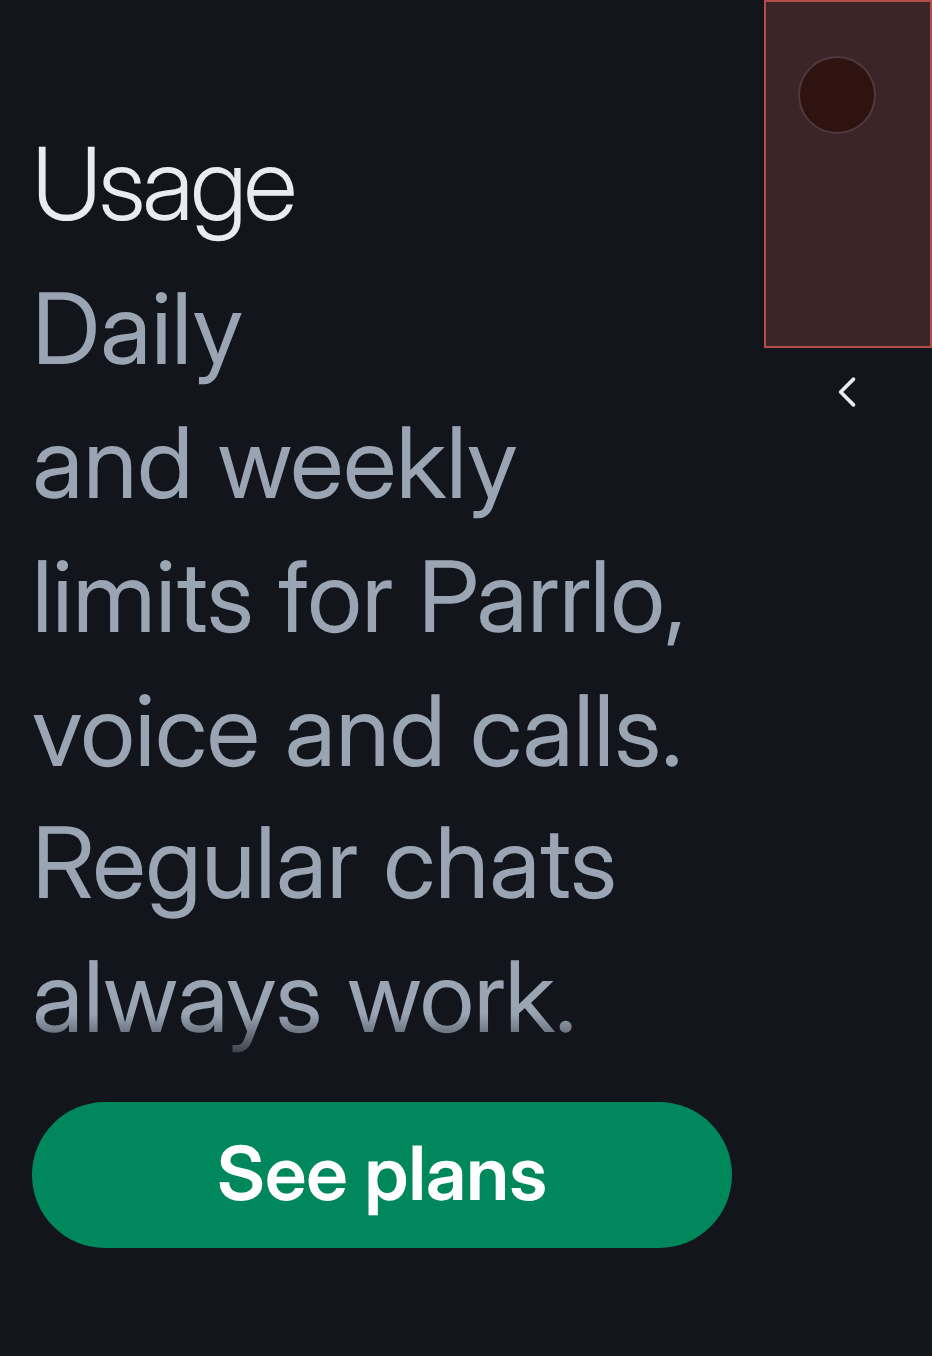 Usage
Daily
and weekly
limits for Parrlo,
voice and calls.
Regular chats
always work.
See plans